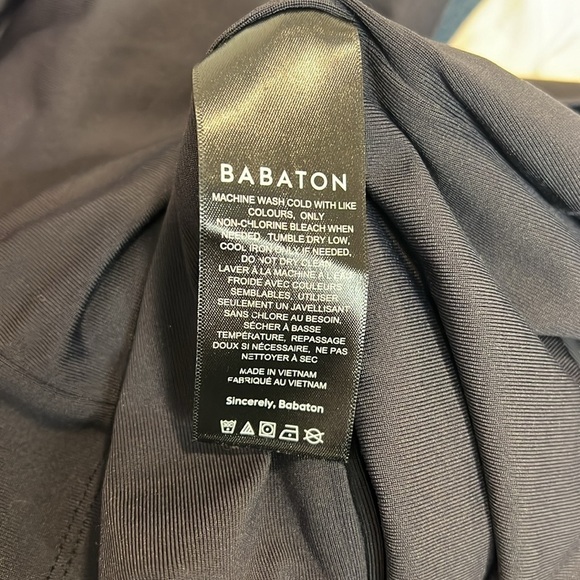 BABATON
MACHINE WASH COLD WITH LIKE
COLOURS, ONLY
NON-CHLORINE BLEACH WHEN
NEEDED, TUMBLE DRY LOW,
COOL IRON ONLY IF NEEDED,
DO NOT DRY CLEAN
LAVER À LA MACHINE À L'EAU
FROIDE AVEC COULEURS
SEMBLABLES, UTILISER
SEULEMENT UN JAVELLISANT
SANS CHLORE AU BESOIN,
SÉCHER À BASSE
TEMPÉRATURE, REPASSAGE
DOUX SI NÉCESSAIRE, NE PAS
NETTOYER À SEC
MADE IN VIETNAM
FABRIQUÉ AU VIETNAM
Sincerely, Babaton